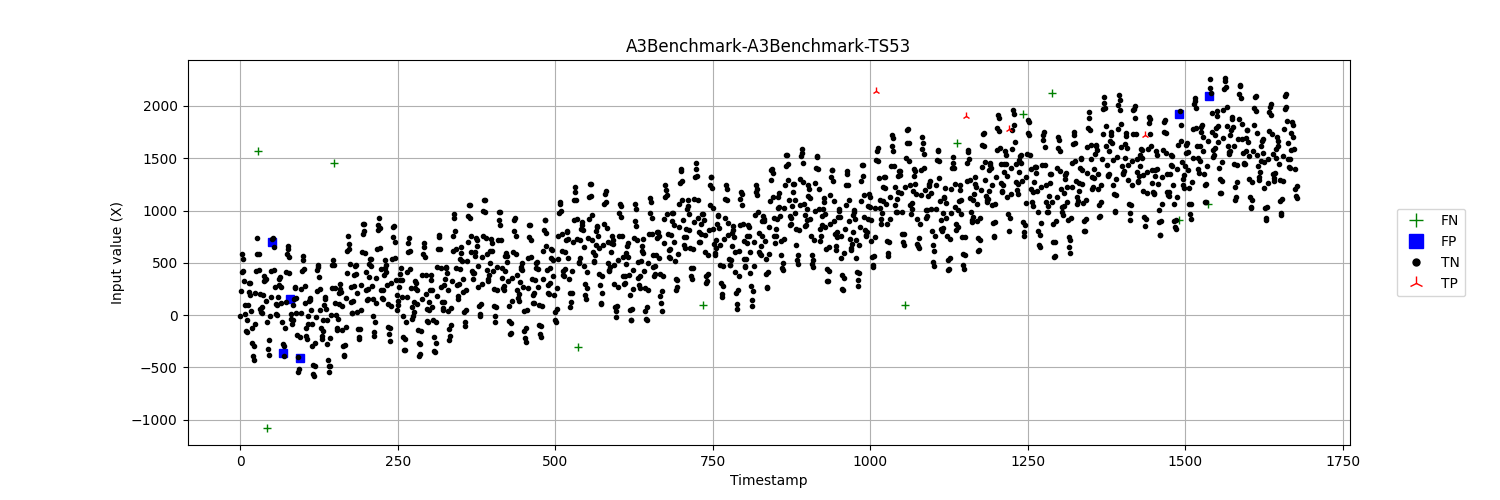 A3Benchmark-A3Benchmark-TS53
Input value (X)
2000
1500
1000
500
0
−500
−1000
0
250
500
750
1000
1250
1500
1750
Timestamp
FN
FP
TN
TP